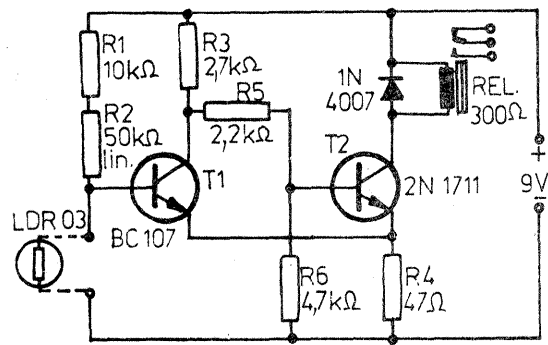 R1
10kΩ
R2
50kΩ
lin.
LDR 03
BC 107
T1
R3
2,7kΩ
R5
2,2kΩ
R6
4,7kΩ
T2
2N 1711
1N
4007
REL.
300Ω
R4
47Ω
+
9V
−